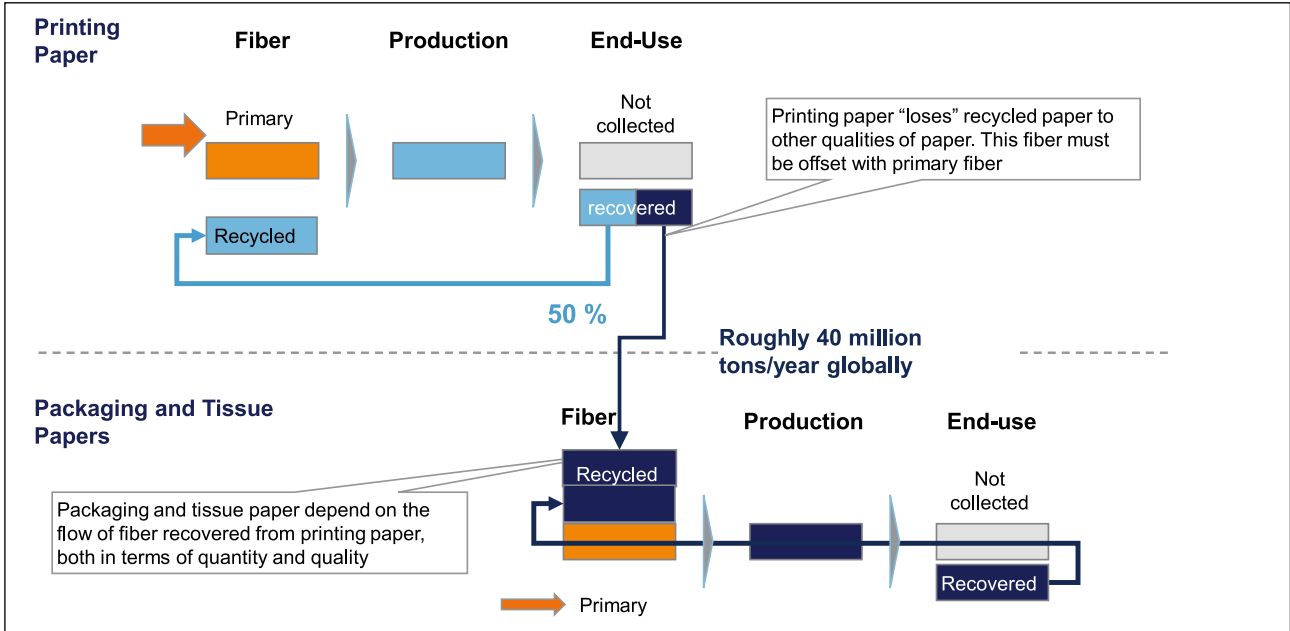 Printing
Paper
Fiber
Production
End-Use
Primary
Not
collected
Printing paper “loses” recycled paper to
other qualities of paper. This fiber must
be offset with primary fiber
recovered
Recycled
50 %
Roughly 40 million
tons/year globally
Packaging and Tissue
Papers
Fiber
Production
End-use
Recycled
Not
collected
Packaging and tissue paper depend on the
flow of fiber recovered from printing paper,
both in terms of quantity and quality
Recovered
Primary